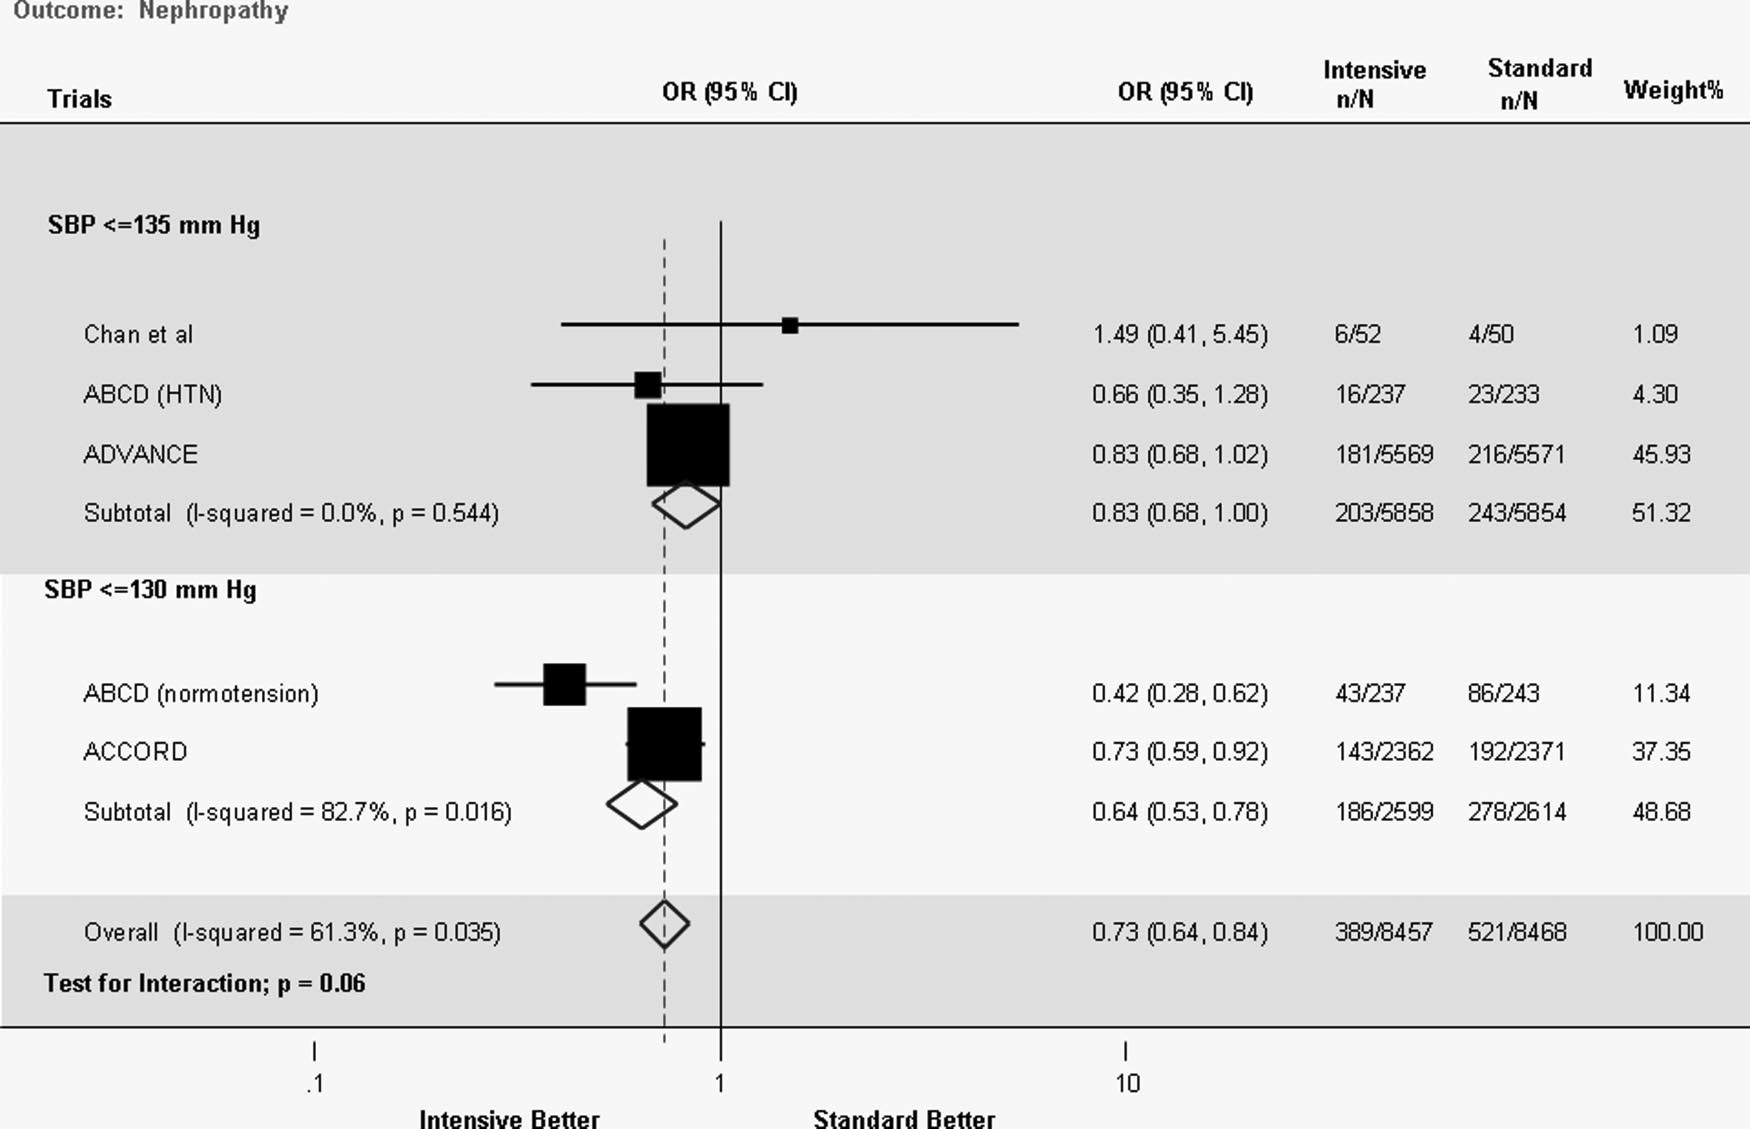 Outcome: Nephropathy
Trials OR (95% CI) OR (95% CI) Intensive n/N Standard n/N Weight%
SBP <=135 mm Hg
Chan et al 1.49 (0.41, 5.45) 6/52 4/50 1.09
ABCD (HTN) 0.66 (0.35, 1.28) 16/237 23/233 4.30
ADVANCE 0.83 (0.68, 1.02) 181/5569 216/5571 45.93
Subtotal (I-squared = 0.0%, p = 0.544) 0.83 (0.68, 1.00) 203/5858 243/5854 51.32
SBP <=130 mm Hg
ABCD (normotension) 0.42 (0.28, 0.62) 43/237 86/243 11.34
ACCORD 0.73 (0.59, 0.92) 143/2362 192/2371 37.35
Subtotal (I-squared = 82.7%, p = 0.016) 0.64 (0.53, 0.78) 186/2599 278/2614 48.68
Overall (I-squared = 61.3%, p = 0.035) 0.73 (0.64, 0.84) 389/8457 521/8468 100.00
Test for Interaction; p = 0.06
.1 1 10
Intensive Better Standard Better